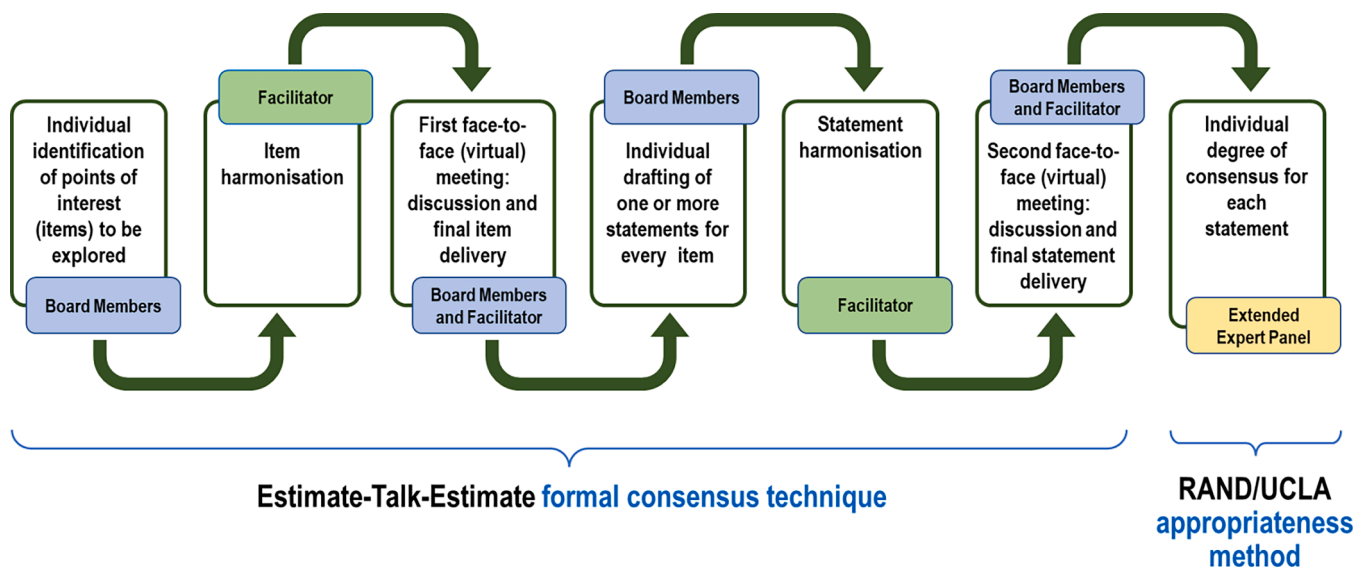 Individual
identification
of points of
interest
(items) to be
explored
Board Members
Facilitator
Item
harmonisation
First face-to-
face (virtual)
meeting:
discussion and
final item
delivery
Board Members
and Facilitator
Board Members
Individual
drafting of
one or more
statements for
every item
Statement
harmonisation
Facilitator
Board Members
and Facilitator
Second face-to-
face (virtual)
meeting:
discussion and
final statement
delivery
Individual
degree of
consensus for
each
statement
Extended
Expert Panel
Estimate-Talk-Estimate formal consensus technique
RAND/UCLA
appropriateness
method